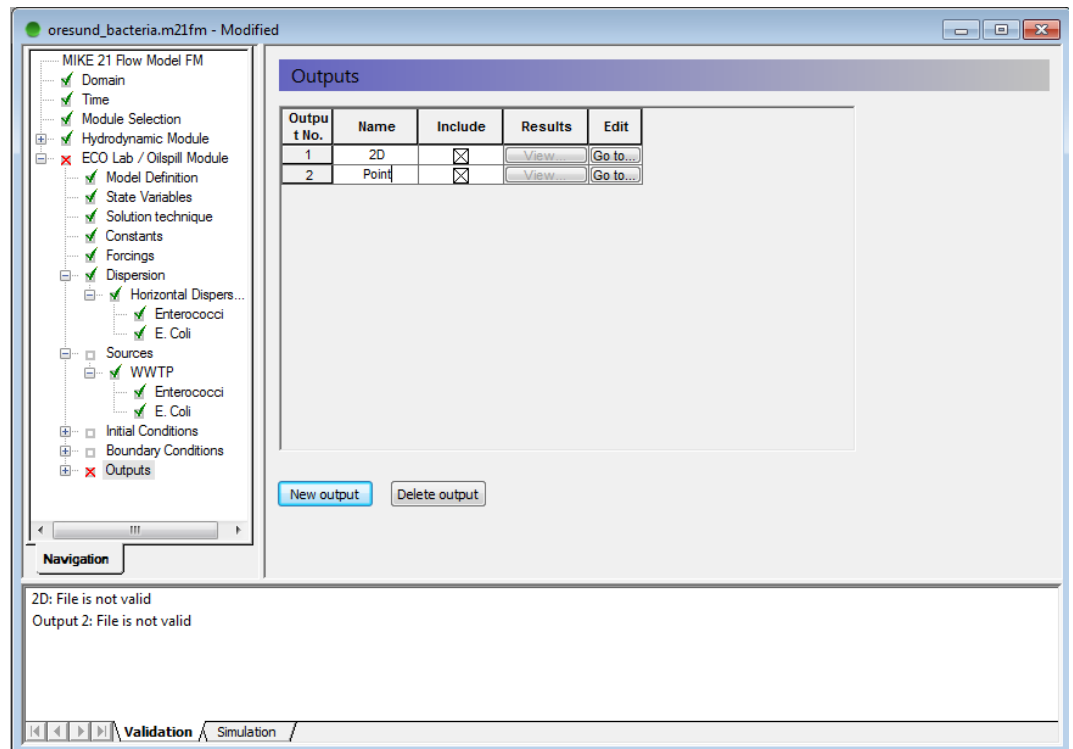 oresund_bacteria.m21fm - Modified
MIKE 21 Flow Model FM
Domain
Time
Module Selection
Hydrodynamic Module
ECO Lab / Oilspill Module
Model Definition
State Variables
Solution technique
Constants
Forcings
Dispersion
Horizontal Dispers...
Enterococci
E. Coli
Sources
WWTP
Enterococci
E. Coli
Initial Conditions
Boundary Conditions
Outputs
Navigation
Outputs
Outpu
t No. Name Include Results Edit
1 2D View... Go to...
2 Point View... Go to...
New output Delete output
2D: File is not valid
Output 2: File is not valid
Validation Simulation